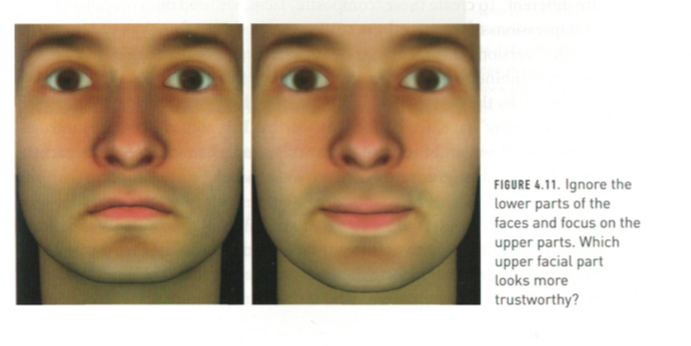 FIGURE 4.11. Ignore the
lower parts of the
faces and focus on the
upper parts. Which
upper facial part
looks more
trustworthy?